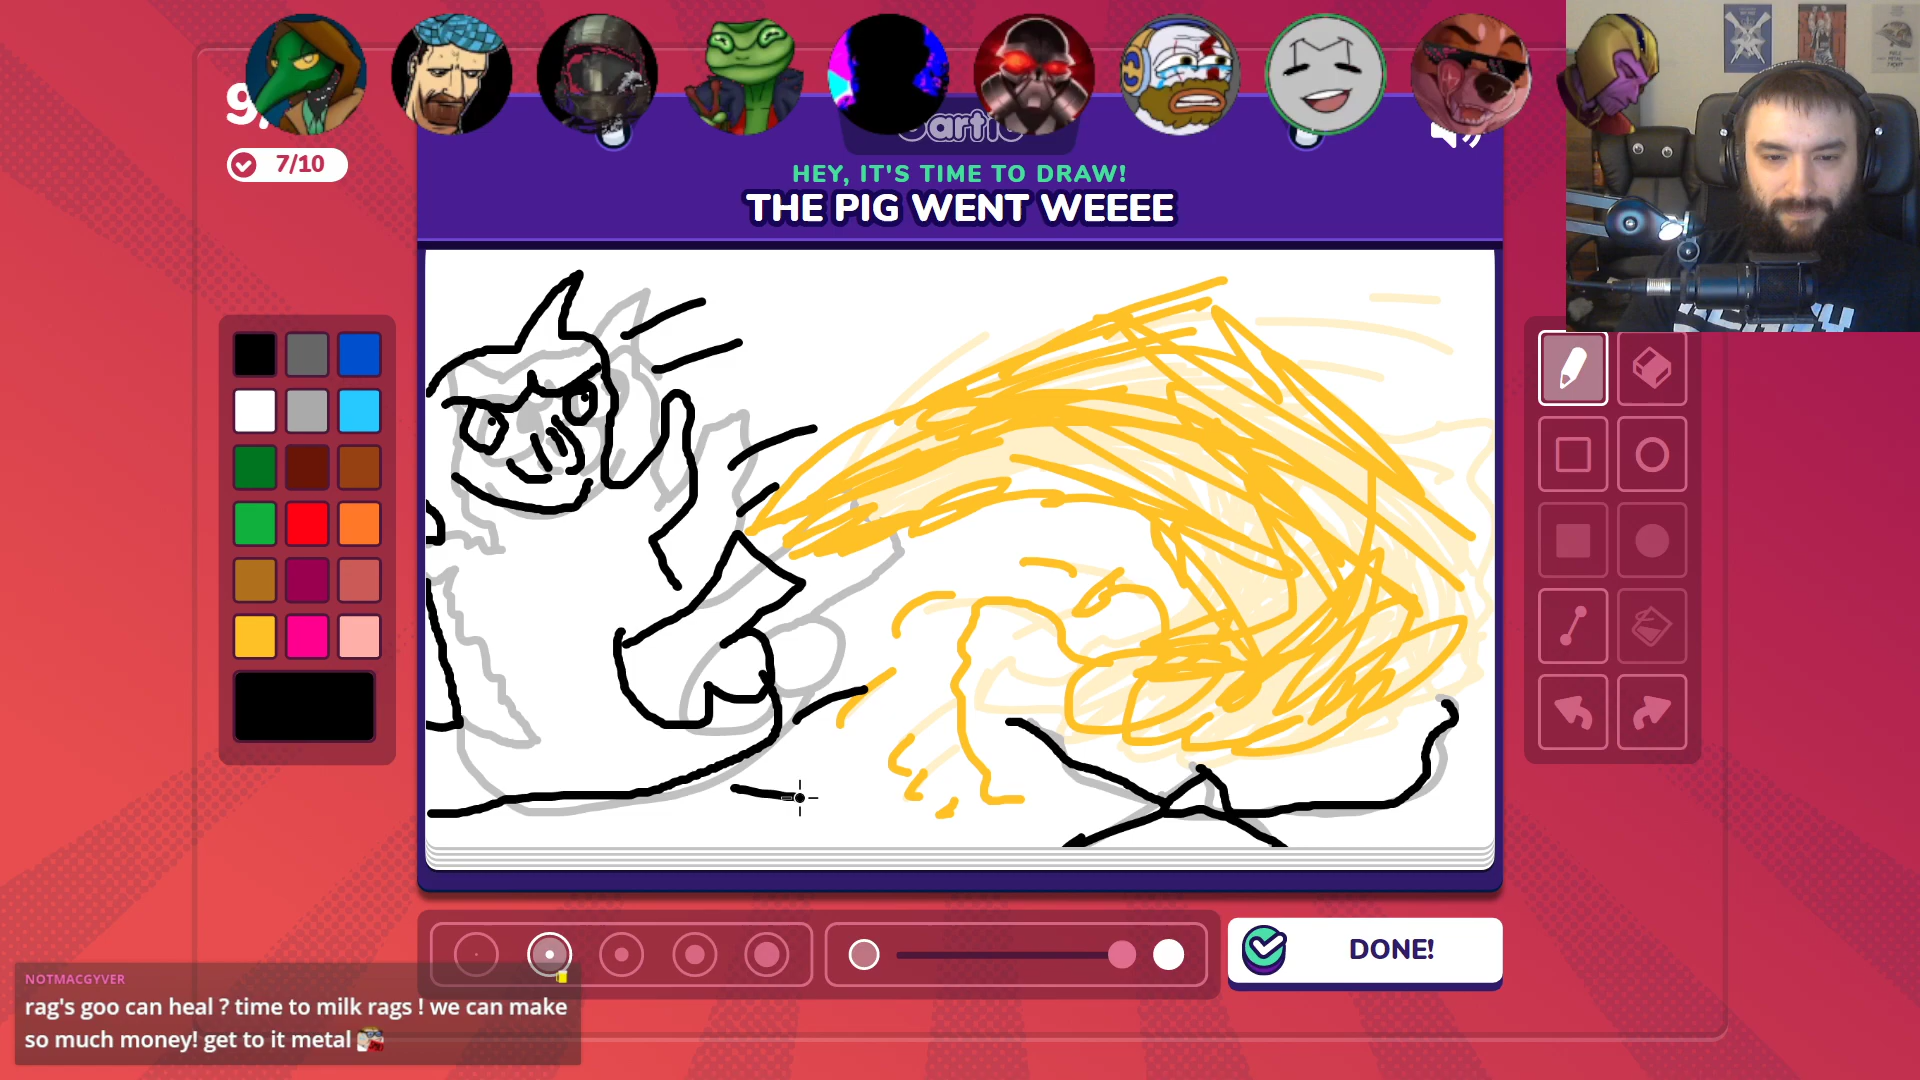 7/10
HEY, IT'S TIME TO DRAW!
THE PIG WENT WEEEE
DONE!
NOTMACGYVER
rag's goo can heal ? time to milk rags ! we can make
so much money! get to it metal